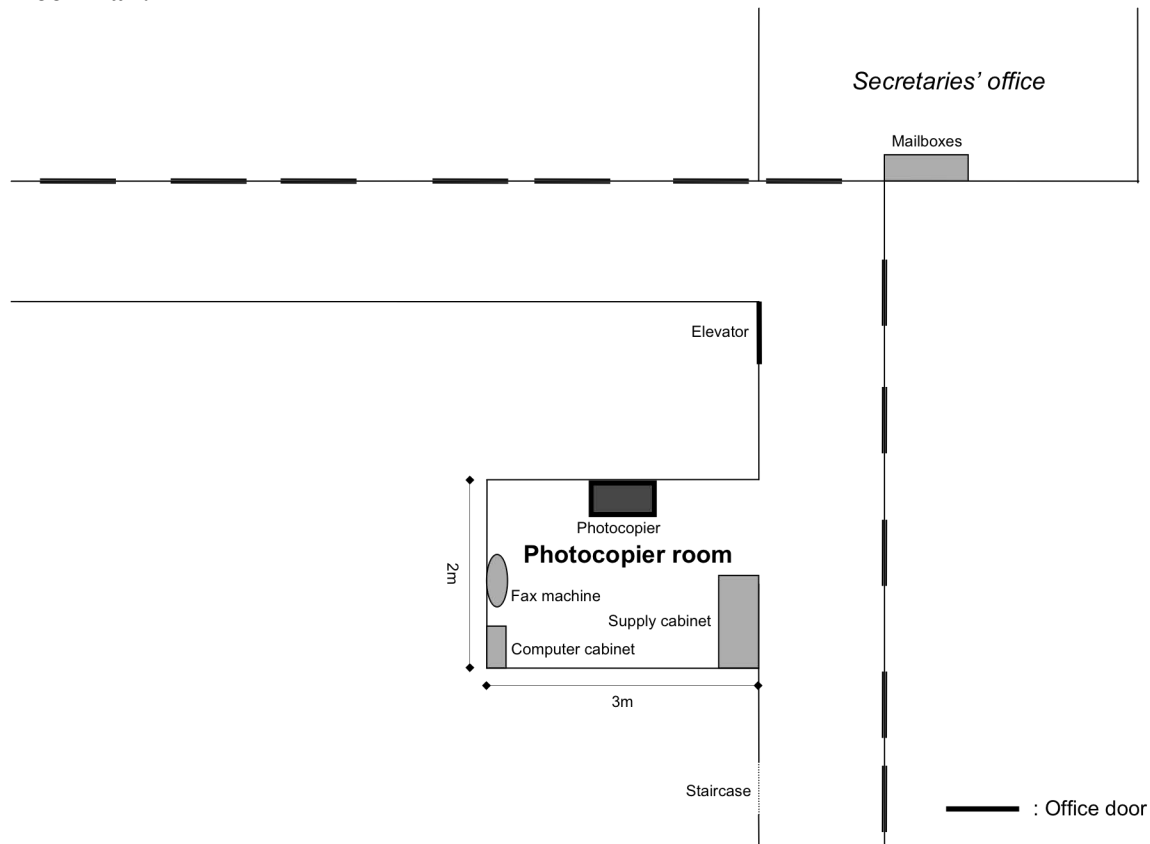 Secretaries' office
Mailboxes
Elevator
Photocopier
Photocopier room
2m
Fax machine
Supply cabinet
Computer cabinet
3m
Staircase
: Office door